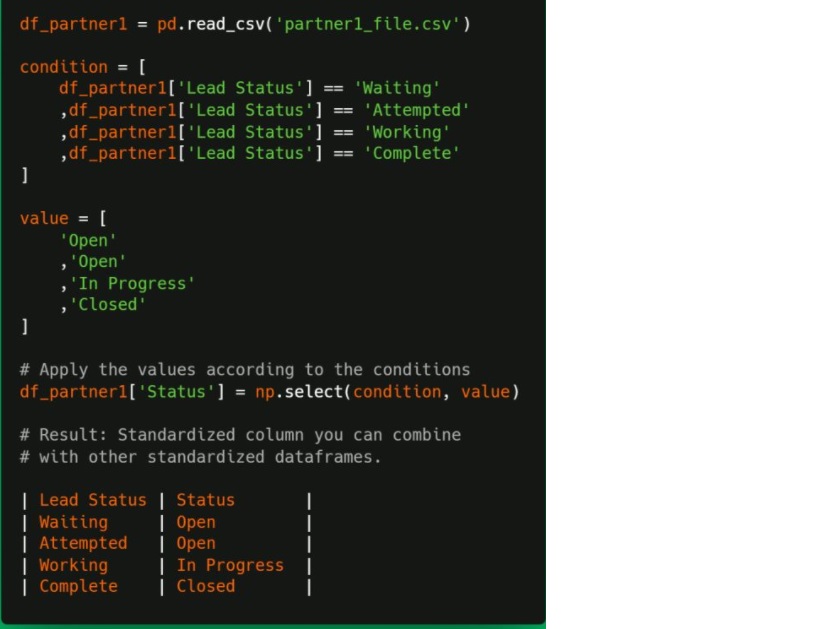 df_partner1 = pd.read_csv('partner1_file.csv')
condition = [
df_partner1['Lead Status'] == 'Waiting'
,df_partner1['Lead Status'] == 'Attempted'
,df_partner1['Lead Status'] == 'Working'
,df_partner1['Lead Status'] == 'Complete'
]
value = [
'Open'
,'Open'
,'In Progress'
,'Closed'
]
# Apply the values according to the conditions
df_partner1['Status'] = np.select(condition, value)
# Result: Standardized column you can combine
# with other standardized dataframes.
| Lead Status | Status |
| Waiting | Open |
| Attempted | Open |
| Working | In Progress |
| Complete | Closed |